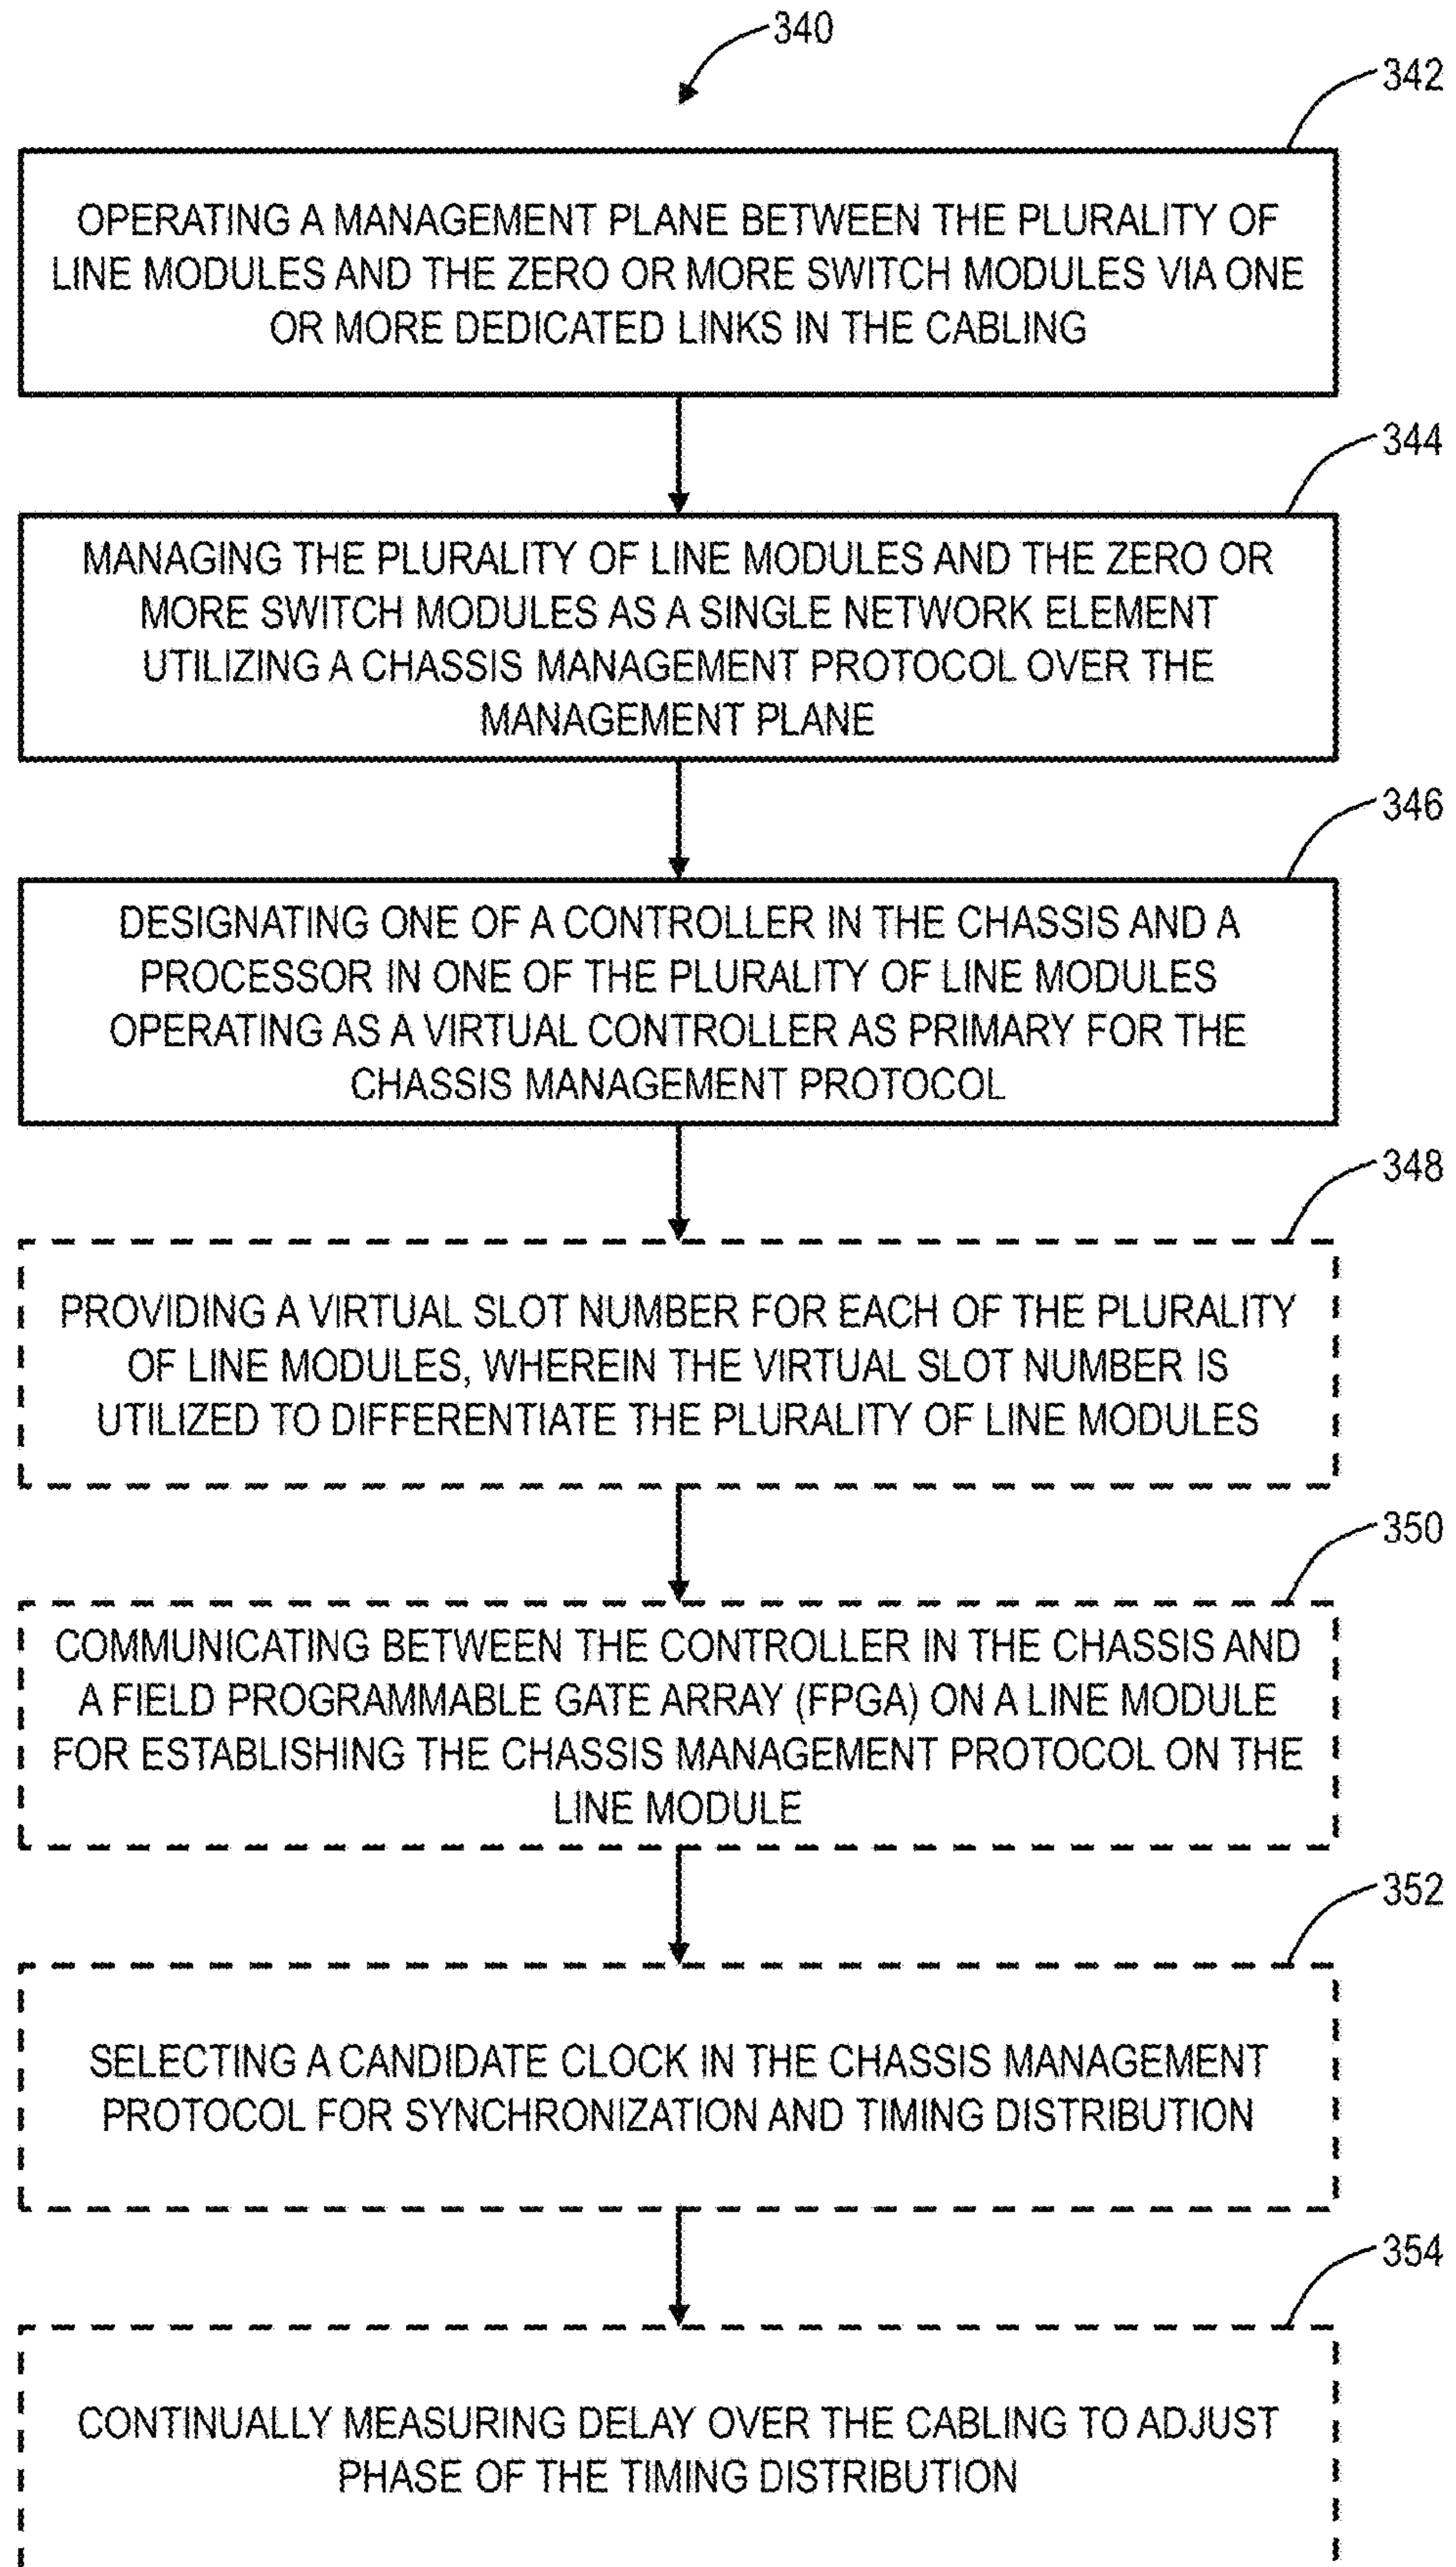 340
342
OPERATING A MANAGEMENT PLANE BETWEEN THE PLURALITY OF
LINE MODULES AND THE ZERO OR MORE SWITCH MODULES VIA ONE
OR MORE DEDICATED LINKS IN THE CABLING
344
MANAGING THE PLURALITY OF LINE MODULES AND THE ZERO OR
MORE SWITCH MODULES AS A SINGLE NETWORK ELEMENT
UTILIZING A CHASSIS MANAGEMENT PROTOCOL OVER THE
MANAGEMENT PLANE
346
DESIGNATING ONE OF A CONTROLLER IN THE CHASSIS AND A
PROCESSOR IN ONE OF THE PLURALITY OF LINE MODULES
OPERATING AS A VIRTUAL CONTROLLER AS PRIMARY FOR THE
CHASSIS MANAGEMENT PROTOCOL
348
PROVIDING A VIRTUAL SLOT NUMBER FOR EACH OF THE PLURALITY
OF LINE MODULES, WHEREIN THE VIRTUAL SLOT NUMBER IS
UTILIZED TO DIFFERENTIATE THE PLURALITY OF LINE MODULES
350
COMMUNICATING BETWEEN THE CONTROLLER IN THE CHASSIS AND
A FIELD PROGRAMMABLE GATE ARRAY (FPGA) ON A LINE MODULE
FOR ESTABLISHING THE CHASSIS MANAGEMENT PROTOCOL ON THE
LINE MODULE
352
SELECTING A CANDIDATE CLOCK IN THE CHASSIS MANAGEMENT
PROTOCOL FOR SYNCHRONIZATION AND TIMING DISTRIBUTION
354
CONTINUALLY MEASURING DELAY OVER THE CABLING TO ADJUST
PHASE OF THE TIMING DISTRIBUTION